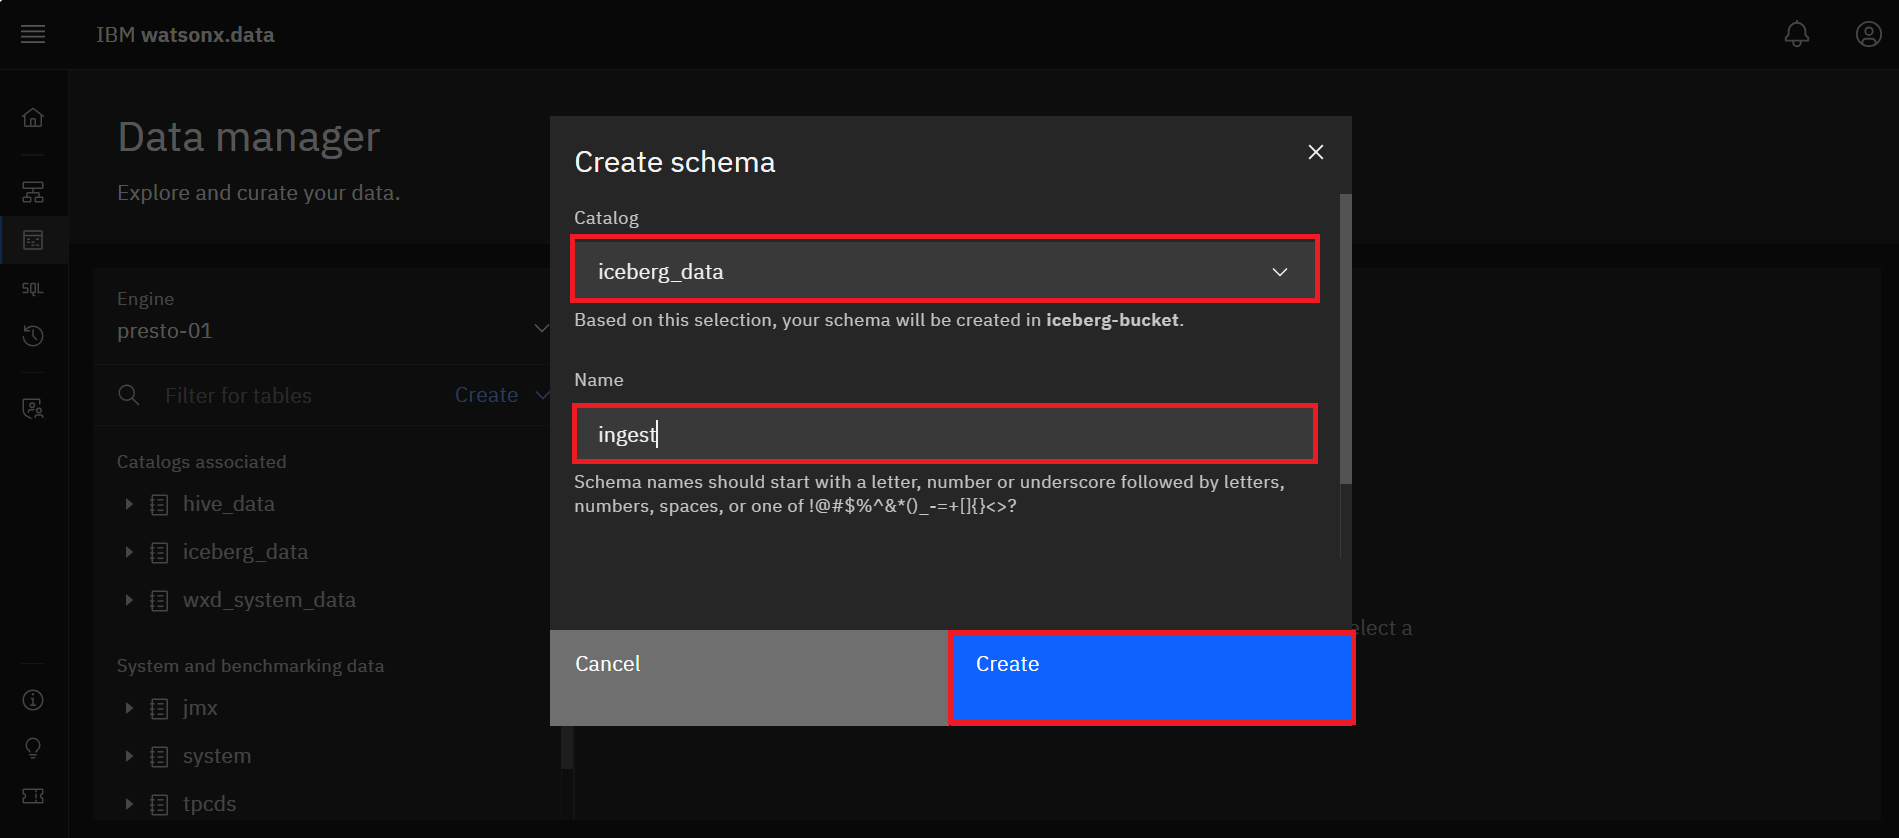 IBM watsonx.data
Data manager
Explore and curate your data.
Engine
presto-01
Filter for tables
Create
Catalogs associated
hive_data
iceberg_data
wxd_system_data
System and benchmarking data
jmx
system
tpcds
SQL
Create schema
Catalog
iceberg_data
Based on this selection, your schema will be created in iceberg-bucket.
Name
ingest
Schema names should start with a letter, number or underscore followed by letters,
numbers, spaces, or one of !@#$%^&*()_-=+[]{}<>?
Cancel
Create
elect a